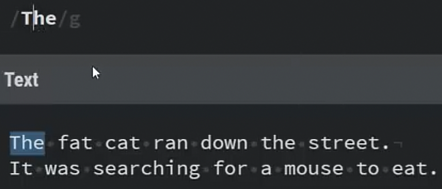 /The/g
Text
The fat cat ran down the street.
It was searching for a mouse to eat.